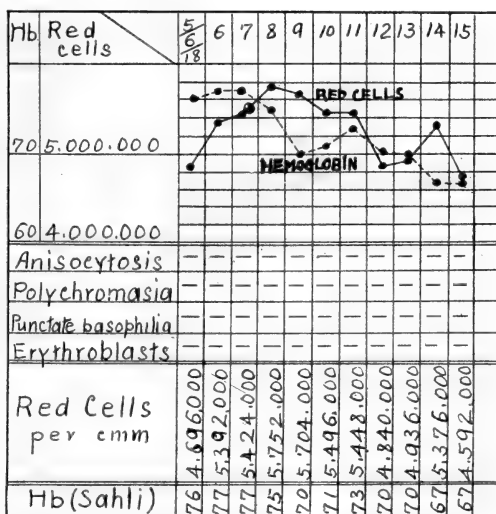 Hb Red cells 5/6/18 6 7 8 9 10 11 12 13 14 15
RED CELLS
70 5.000.000
HEMOGLOBIN
60 4.000.000
Anisocytosis — — — — — — — — — — —
Polychromasia — — — — — — — — — — —
Punctate basophilia — — — — — — — — — — —
Erythroblasts — — — — — — — — — — —
Red Cells per cmm 4.696.000 5.392.000 5.424.000 5.752.000 5.704.000 5.496.000 5.448.000 4.840.000 4.936.000 5.376.000 4.592.000
Hb (Sahli) 76 77 77 75 70 71 73 70 70 67 67